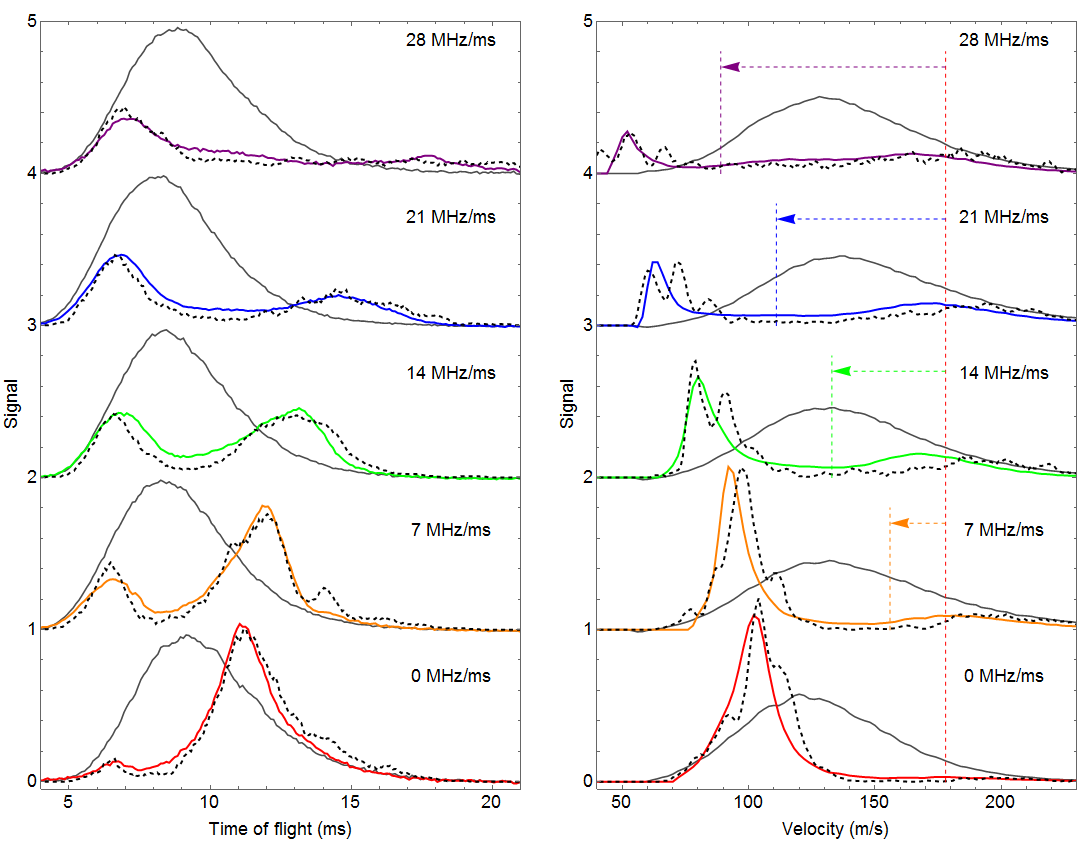 5
28 MHz/ms
4
21 MHz/ms
3
14 MHz/ms
2
7 MHz/ms
1
0 MHz/ms
0
Signal
5
10
15
20
Time of flight (ms)
5
28 MHz/ms
4
21 MHz/ms
3
14 MHz/ms
2
7 MHz/ms
1
0 MHz/ms
0
Signal
50
100
150
200
Velocity (m/s)